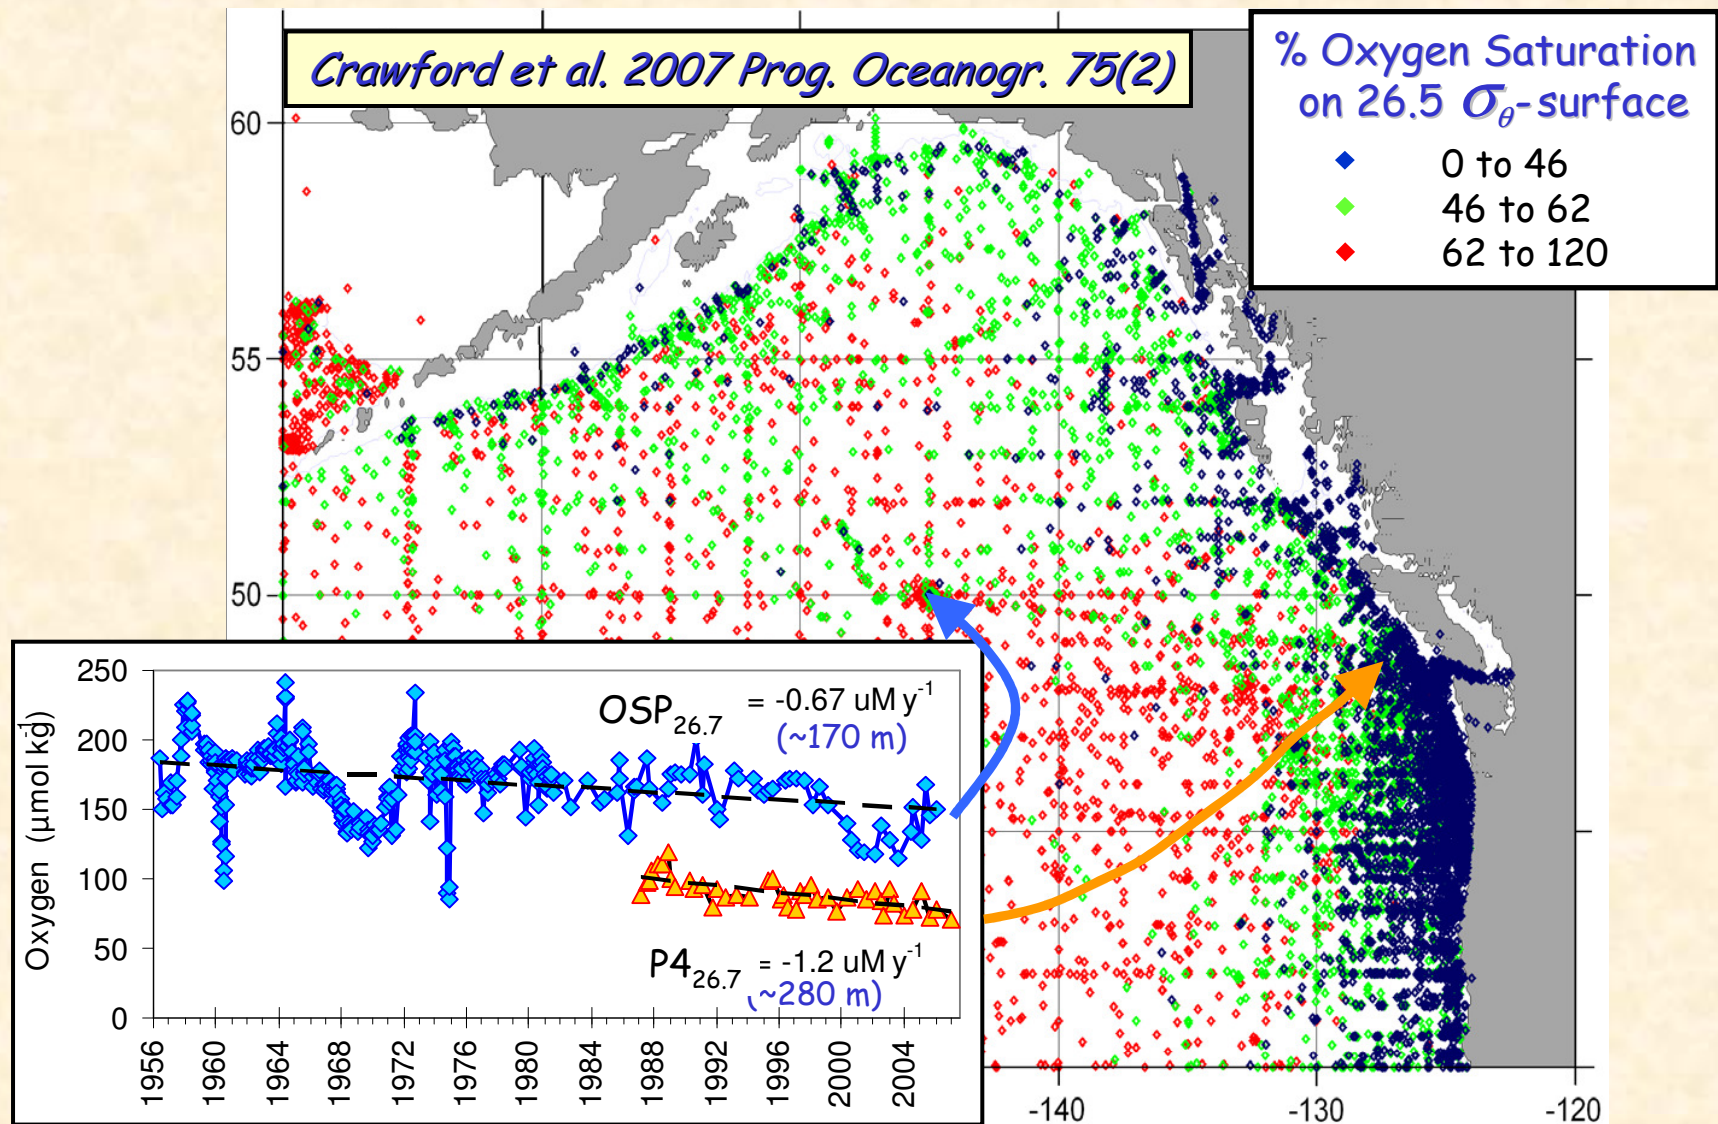 Crawford et al. 2007 Prog. Oceanogr. 75(2)
% Oxygen Saturation
on 26.5 σθ-surface
0 to 46
46 to 62
62 to 120
60
55
50
-140
-130
-120
Oxygen (µmol kg-1)
250
200
150
100
50
0
OSP26.7 = -0.67 uM y-1
(~170 m)
P426.7 = -1.2 uM y-1
(~280 m)
1956
1960
1964
1968
1972
1976
1980
1984
1988
1992
1996
2000
2004